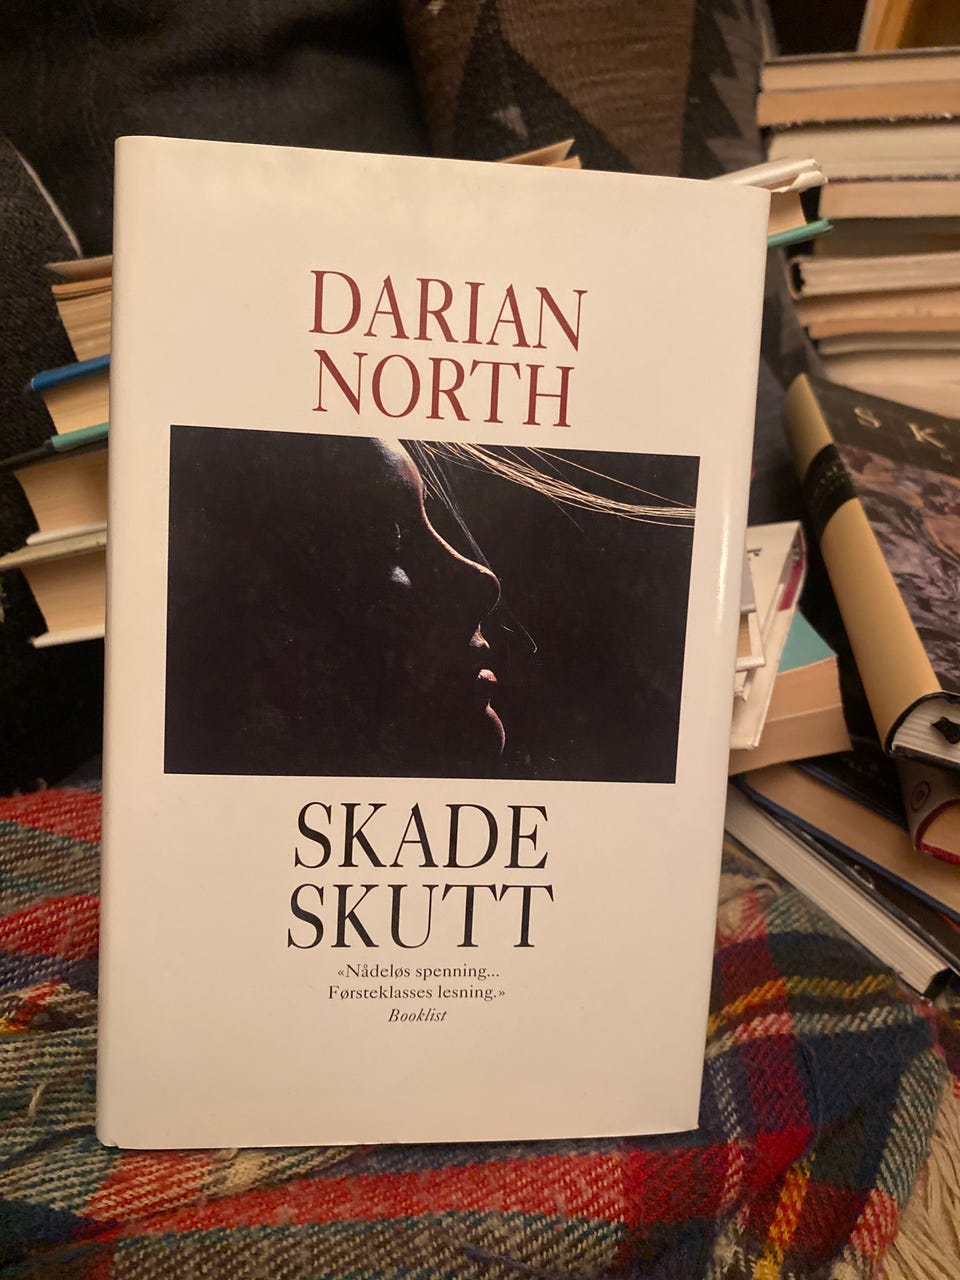 DARIAN
NORTH
SKADE
SKUTT
«Nådeløs spenning...
Førsteklasses lesning.»
Booklist
S K